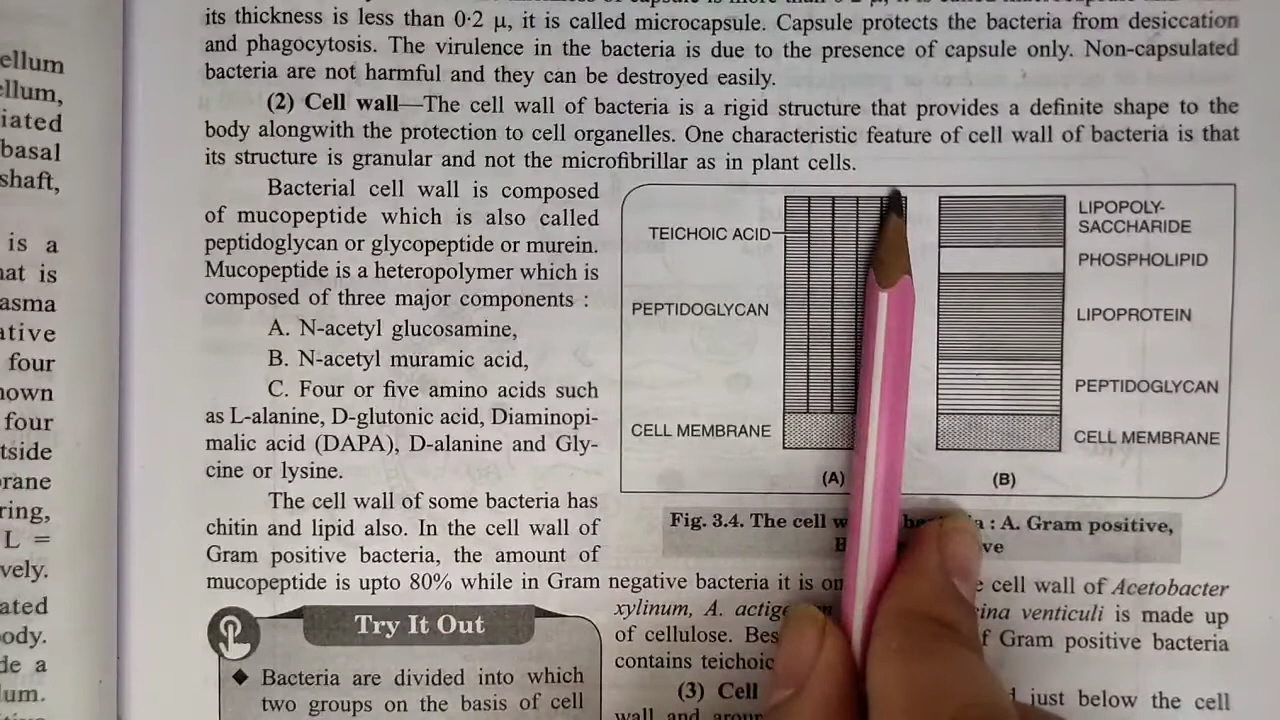 its thickness is less than 0·2 μ, it is called microcapsule. Capsule protects the bacteria from desiccation
and phagocytosis. The virulence in the bacteria is due to the presence of capsule only. Non-capsulated
bacteria are not harmful and they can be destroyed easily.
(2) Cell wall—The cell wall of bacteria is a rigid structure that provides a definite shape to the
body alongwith the protection to cell organelles. One characteristic feature of cell wall of bacteria is that
its structure is granular and not the microfibrillar as in plant cells.
Bacterial cell wall is composed
of mucopeptide which is also called
peptidoglycan or glycopeptide or murein.
Mucopeptide is a heteropolymer which is
composed of three major components :
A. N-acetyl glucosamine,
B. N-acetyl muramic acid,
C. Four or five amino acids such
as L-alanine, D-glutonic acid, Diaminopi-
malic acid (DAPA), D-alanine and Gly-
cine or lysine.
The cell wall of some bacteria has
chitin and lipid also. In the cell wall of
Gram positive bacteria, the amount of
mucopeptide is upto 80% while in Gram negative bacteria it is cell wall of Acetobacter
TEICHOIC ACID
PEPTIDOGLYCAN
CELL MEMBRANE
(A)
LIPOPOLY-
SACCHARIDE
PHOSPHOLIPID
LIPOPROTEIN
PEPTIDOGLYCAN
CELL MEMBRANE
(B)
Fig. 3.4. The cell : A. Gram positive,
xylinum, A. venticuli is made up
of cellulose. Gram positive bacteria
contains
(3) Cell just below the cell
wall and
Try It Out
◆ Bacteria are divided into which
two groups on the basis of cell
ellum
ellum,
iated
basal
shaft,
is a
at is
asma
ative
four
nown
four
tside
rane
ring,
L =
vely.
ated
ody.
de a
lum.